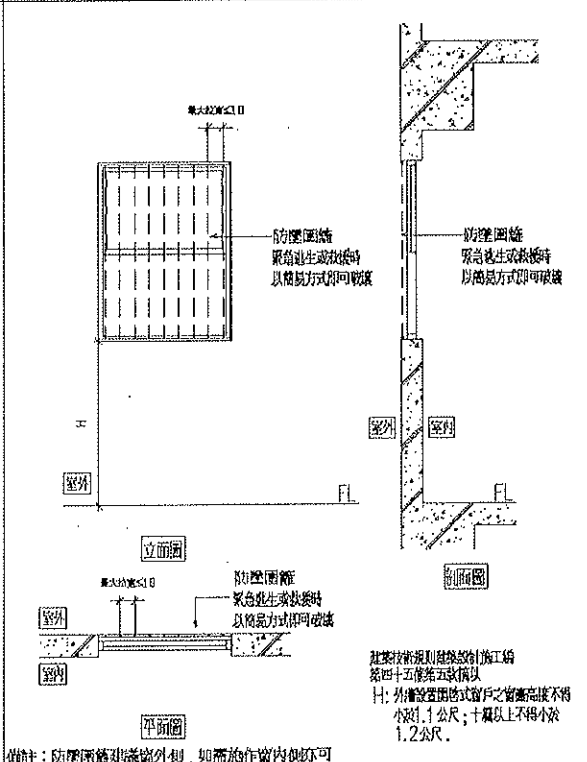 最大拉寬≤10
防墜圍籬
緊急逃生或救援時
以簡易方式即可破壞
H
室外
FL
立面圖
防墜圍籬
緊急逃生或救援時
以簡易方式即可破壞
室外
室內
FL
剖面圖
最大拉寬≤10
防墜圍籬
緊急逃生或救援時
以簡易方式即可破壞
室外
室內
平面圖
建築技術規則建築設計施工編
第四十五條第五款
H: 外牆設置開啟式窗戶之窗臺高度不得
小於1.1公尺；十層以上不得小於
1.2公尺.
備註：防墜圍籬建議窗外側，如需施作窗內側亦可